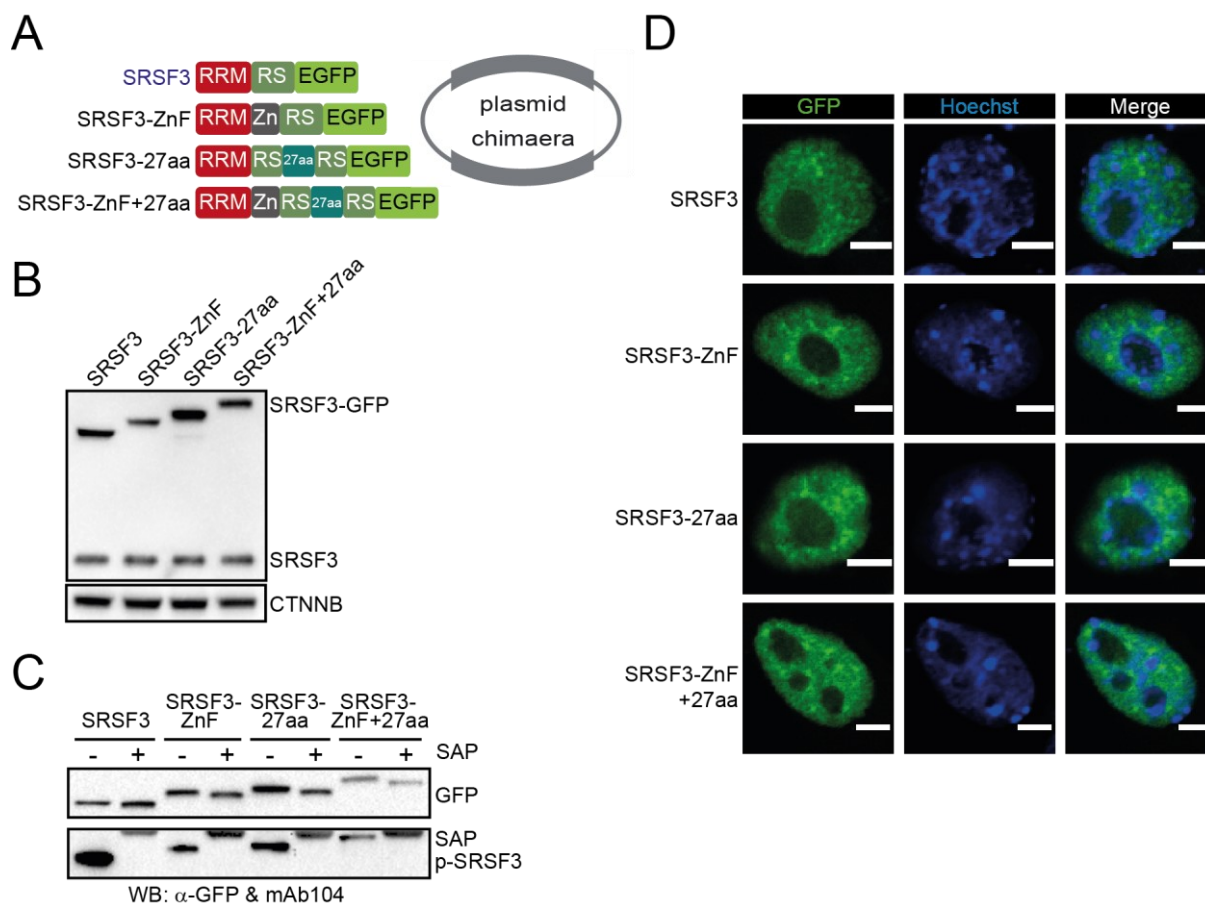 A
SRSF3 RRM RS EGFP
SRSF3-ZnF RRM Zn RS EGFP
SRSF3-27aa RRM RS 27aa RS EGFP
SRSF3-ZnF+27aa RRM Zn RS 27aa RS EGFP
plasmid
chimaera
B
SRSF3 SRSF3-ZnF SRSF3-27aa SRSF3-ZnF+27aa
SRSF3-GFP
SRSF3
CTNNB
C
SRSF3 SRSF3-ZnF SRSF3-27aa SRSF3-ZnF+27aa
- + - + - + - + SAP
GFP
SAP
p-SRSF3
WB: α-GFP & mAb104
D
GFP Hoechst Merge
SRSF3
SRSF3-ZnF
SRSF3-27aa
SRSF3-ZnF
+27aa